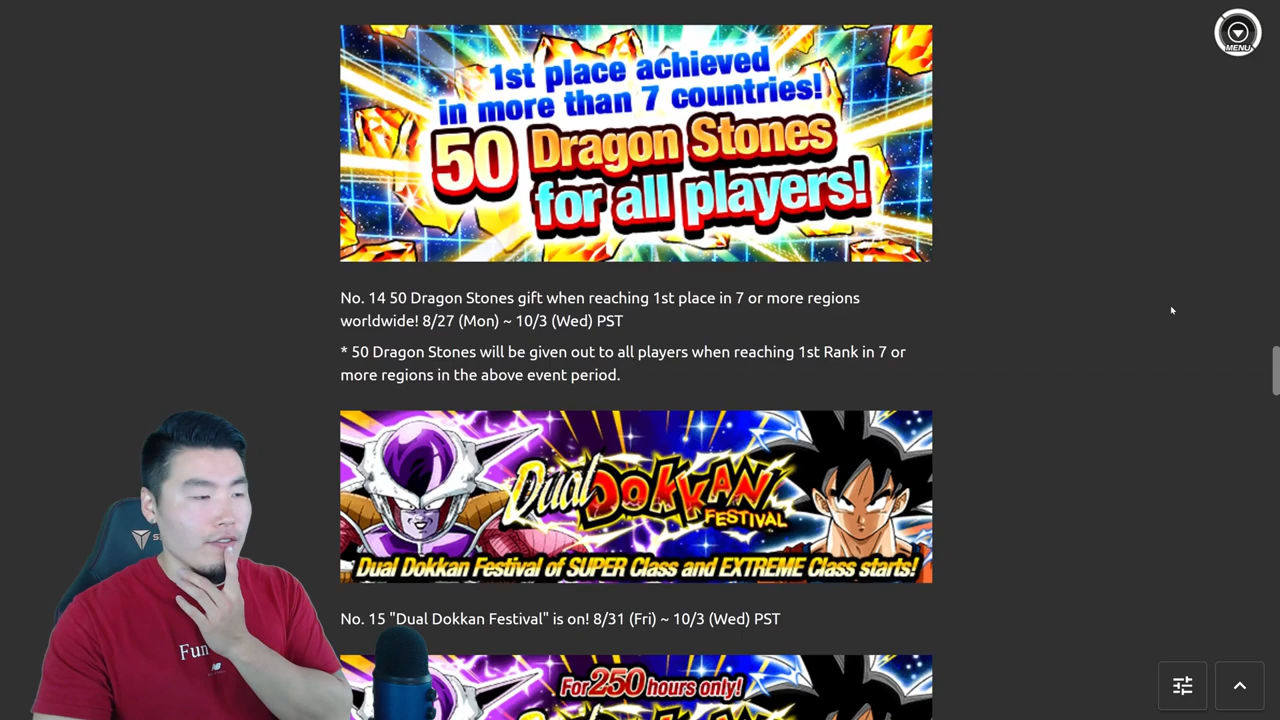 MENU
1st place achieved
in more than 7 countries!
50 Dragon Stones
for all players!
No. 14 50 Dragon Stones gift when reaching 1st place in 7 or more regions
worldwide! 8/27 (Mon) ~ 10/3 (Wed) PST
* 50 Dragon Stones will be given out to all players when reaching 1st Rank in 7 or
more regions in the above event period.
Dual DOKKAN
FESTIVAL
Dual Dokkan Festival of SUPER Class and EXTREME Class starts!
No. 15 "Dual Dokkan Festival" is on! 8/31 (Fri) ~ 10/3 (Wed) PST
For 250 hours only!